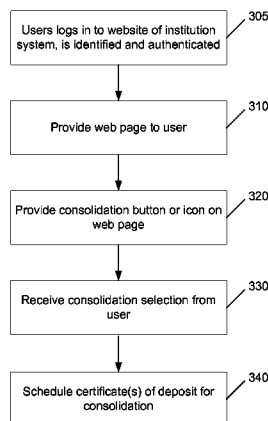 Users logs in to website of institution
system, is identified and authenticated
305
Provide web page to user
310
Provide consolidation button or icon on
web page
320
Receive consolidation selection from
user
330
Schedule certificate(s) of deposit for
consolidation
340